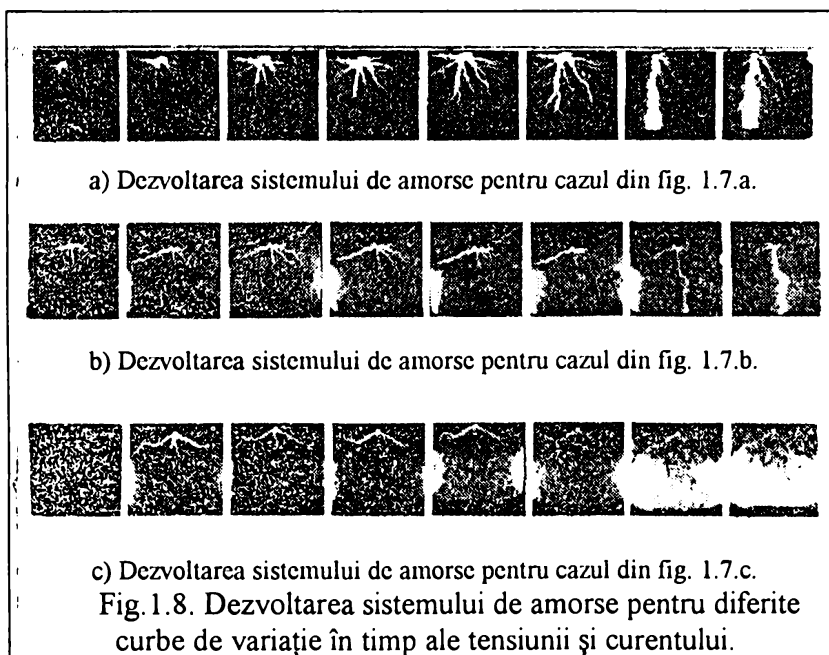 a) Dezvoltarea sistemului de amorse pentru cazul din fig. 1.7.a.
b) Dezvoltarea sistemului de amorse pentru cazul din fig. 1.7.b.
c) Dezvoltarea sistemului de amorse pentru cazul din fig. 1.7.c.
Fig.1.8. Dezvoltarea sistemului de amorse pentru diferite
curbe de variație în timp ale tensiunii și curentului.